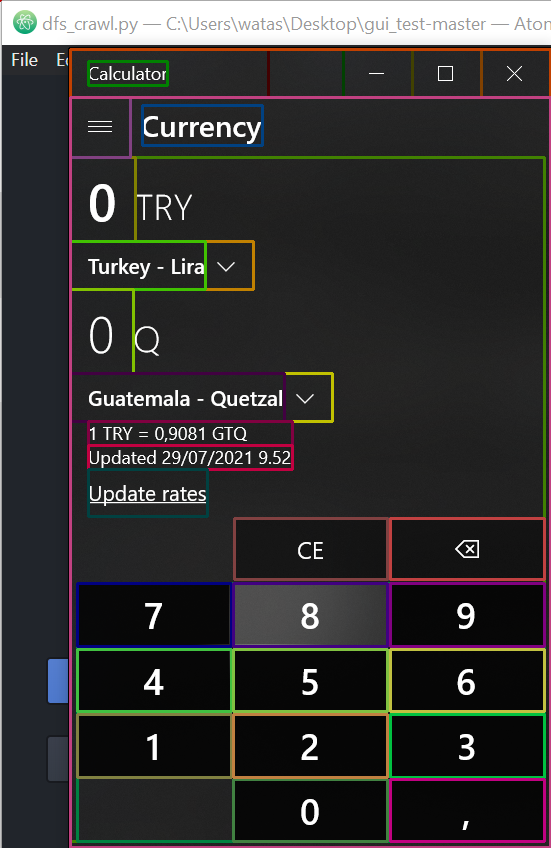 dfs_crawl.py — C:\Users\watas\Desktop\gui_test-master — Atom
File
Calculator
Currency
0 TRY
Turkey - Lira
0 Q
Guatemala - Quetzal
1 TRY = 0,9081 GTQ
Updated 29/07/2021 9.52
Update rates
CE
7 8 9
4 5 6
1 2 3
0 ,